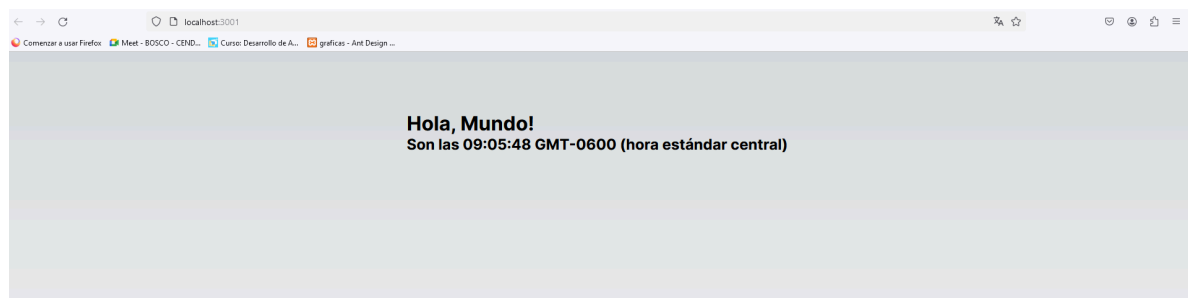 localhost:3001
Comenzar a usar Firefox Meet - BOSCO - CEND... Curso: Desarrollo de A... graficas - Ant Design ...
Hola, Mundo!
Son las 09:05:48 GMT-0600 (hora estándar central)